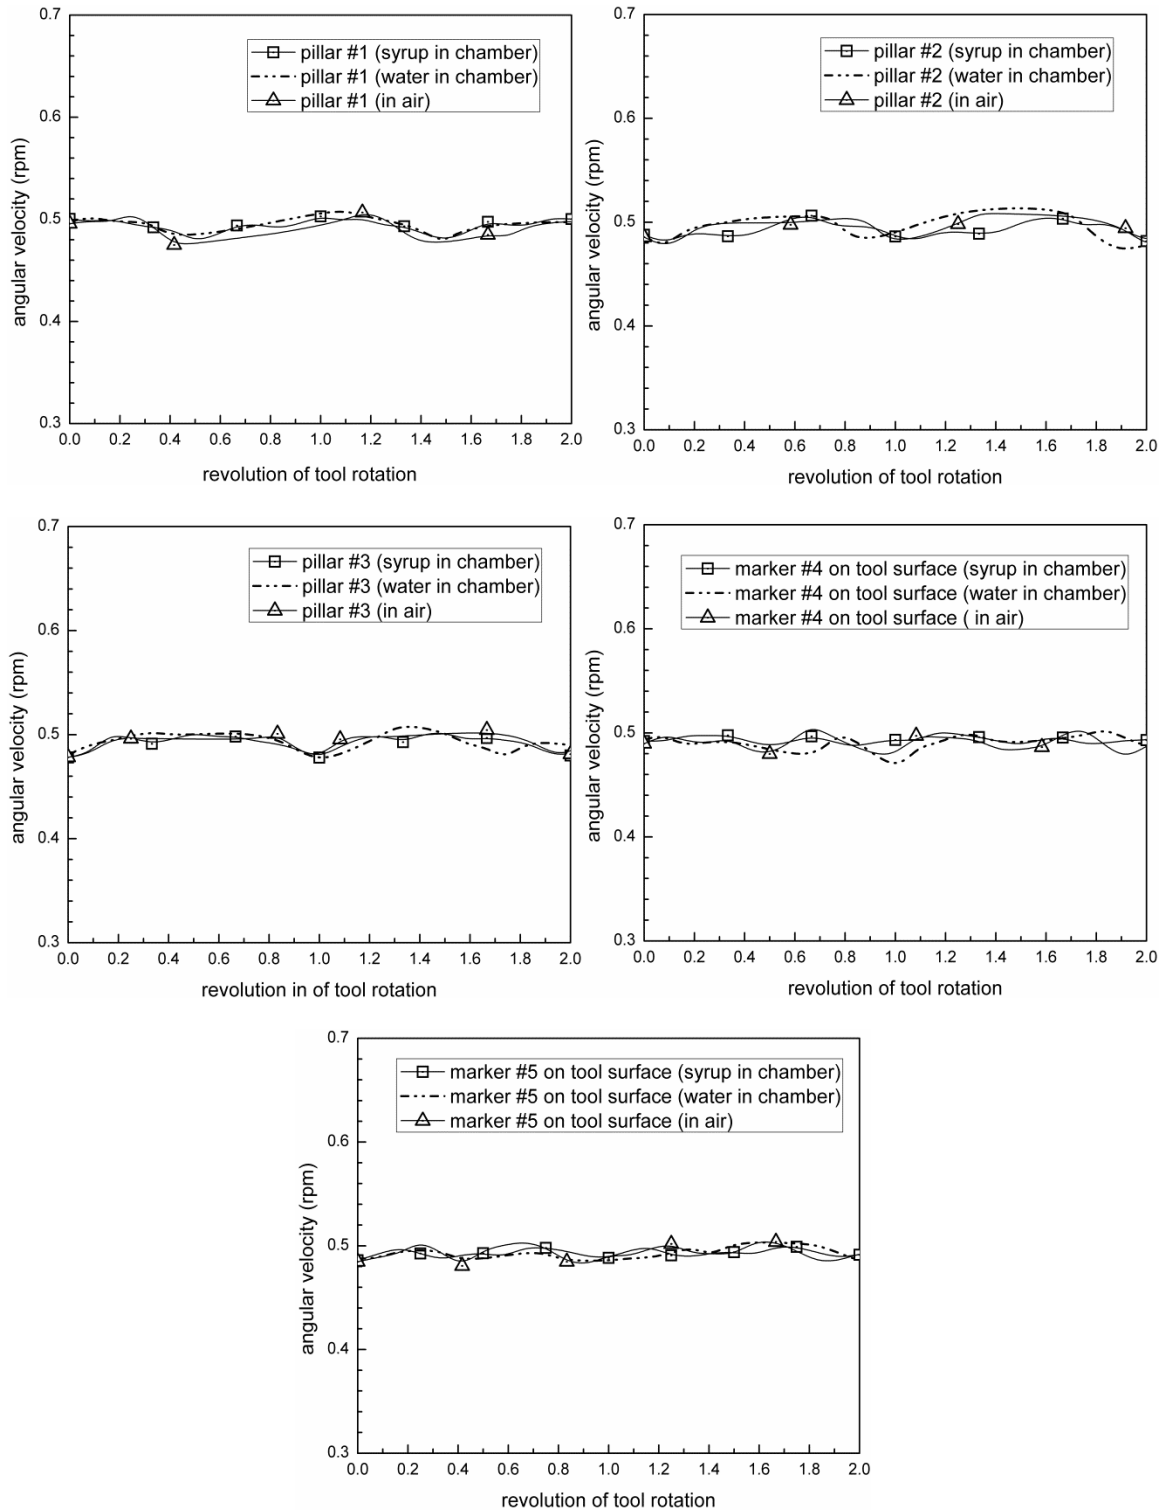 0.7
0.6
0.5
0.4
0.3
angular velocity (rpm)
pillar #1 (syrup in chamber)
pillar #1 (water in chamber)
pillar #1 (in air)
0.0 0.2 0.4 0.6 0.8 1.0 1.2 1.4 1.6 1.8 2.0
revolution of tool rotation
0.7
0.6
0.5
0.4
0.3
angular velocity (rpm)
pillar #2 (syrup in chamber)
pillar #2 (water in chamber)
pillar #2 (in air)
0.0 0.2 0.4 0.6 0.8 1.0 1.2 1.4 1.6 1.8 2.0
revolution of tool rotation
0.7
0.6
0.5
0.4
0.3
angular velocity (rpm)
pillar #3 (syrup in chamber)
pillar #3 (water in chamber)
pillar #3 (in air)
0.0 0.2 0.4 0.6 0.8 1.0 1.2 1.4 1.6 1.8 2.0
revolution in of tool rotation
0.7
0.6
0.5
0.4
0.3
angular velocity (rpm)
marker #4 on tool surface (syrup in chamber)
marker #4 on tool surface (water in chamber)
marker #4 on tool surface ( in air)
0.0 0.2 0.4 0.6 0.8 1.0 1.2 1.4 1.6 1.8 2.0
revolution of tool rotation
0.7
0.6
0.5
0.4
0.3
angular velocity (rpm)
marker #5 on tool surface (syrup in chamber)
marker #5 on tool surface (water in chamber)
marker #5 on tool surface (in air)
0.0 0.2 0.4 0.6 0.8 1.0 1.2 1.4 1.6 1.8 2.0
revolution of tool rotation